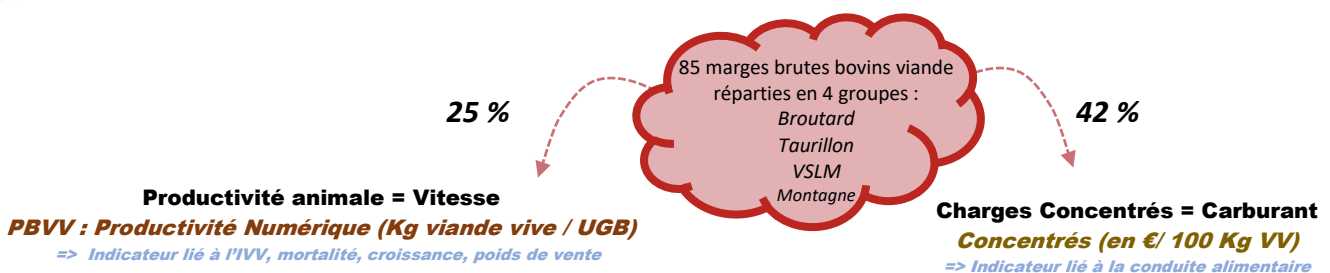 85 marges brutes bovins viande
réparties en 4 groupes :
Broutard
Taurillon
VSLM
Montagne
25 %
42 %
Productivité animale = Vitesse
PBVV : Productivité Numérique (Kg viande vive / UGB)
=> Indicateur lié à l'IVV, mortalité, croissance, poids de vente
Charges Concentrés = Carburant
Concentrés (en €/ 100 Kg VV)
=> Indicateur lié à la conduite alimentaire